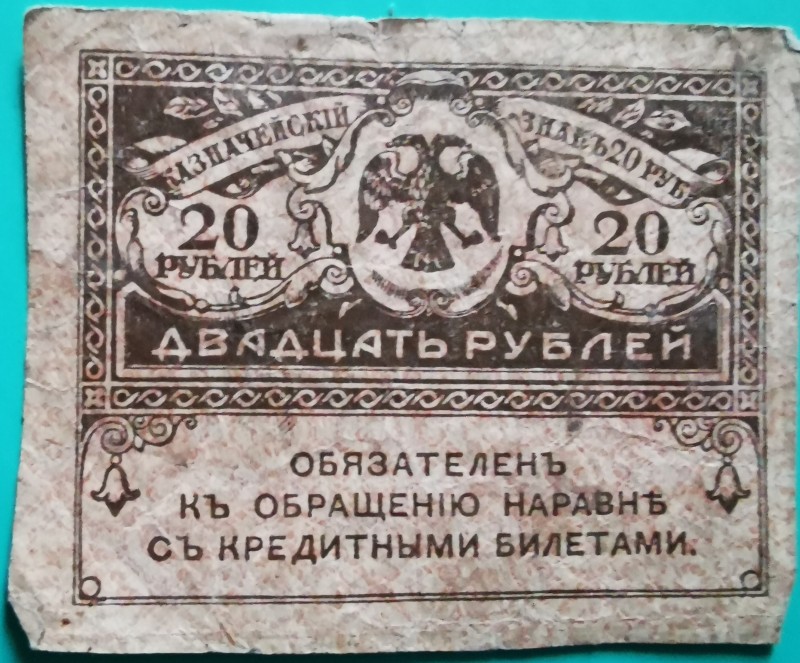 КАЗНАЧЕЙСКІЙ ЗНАКЪ 20 РУБ.
20 20
РУБЛЕЙ РУБЛЕЙ
ДВАДЦАТЬ РУБЛЕЙ
ОБЯЗАТЕЛЕНЪ
КЪ ОБРАЩЕНІЮ НАРАВНѢ
СЪ КРЕДИТНЫМИ БИЛЕТАМИ.